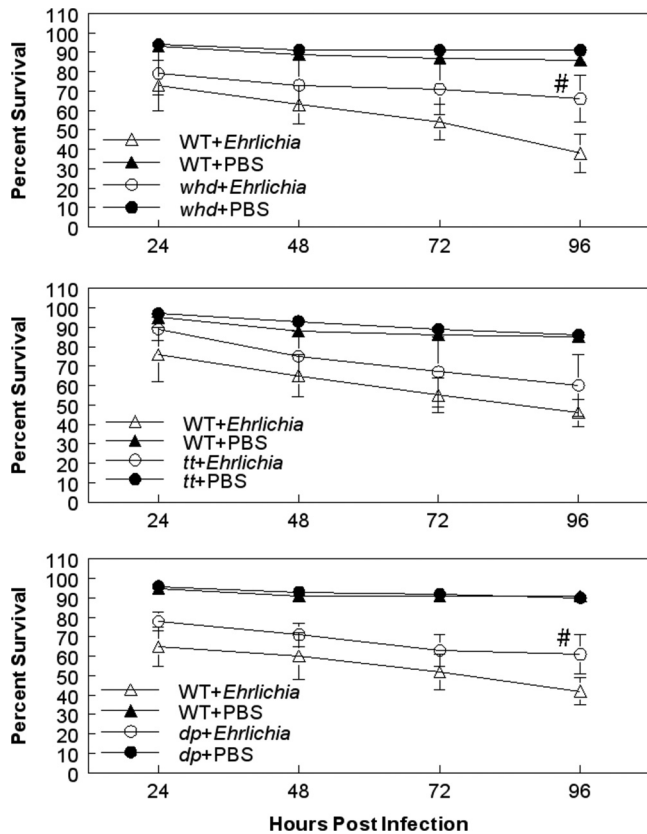 110
100
90
80
70
60
50
40
30
20
10
0
Percent Survival
#
WT+Ehrlichia
WT+PBS
whd+Ehrlichia
whd+PBS
24 48 72 96
110
100
90
80
70
60
50
40
30
20
10
0
Percent Survival
WT+Ehrlichia
WT+PBS
tt+Ehrlichia
tt+PBS
24 48 72 96
110
100
90
80
70
60
50
40
30
20
10
0
Percent Survival
#
WT+Ehrlichia
WT+PBS
dp+Ehrlichia
dp+PBS
24 48 72 96
Hours Post Infection